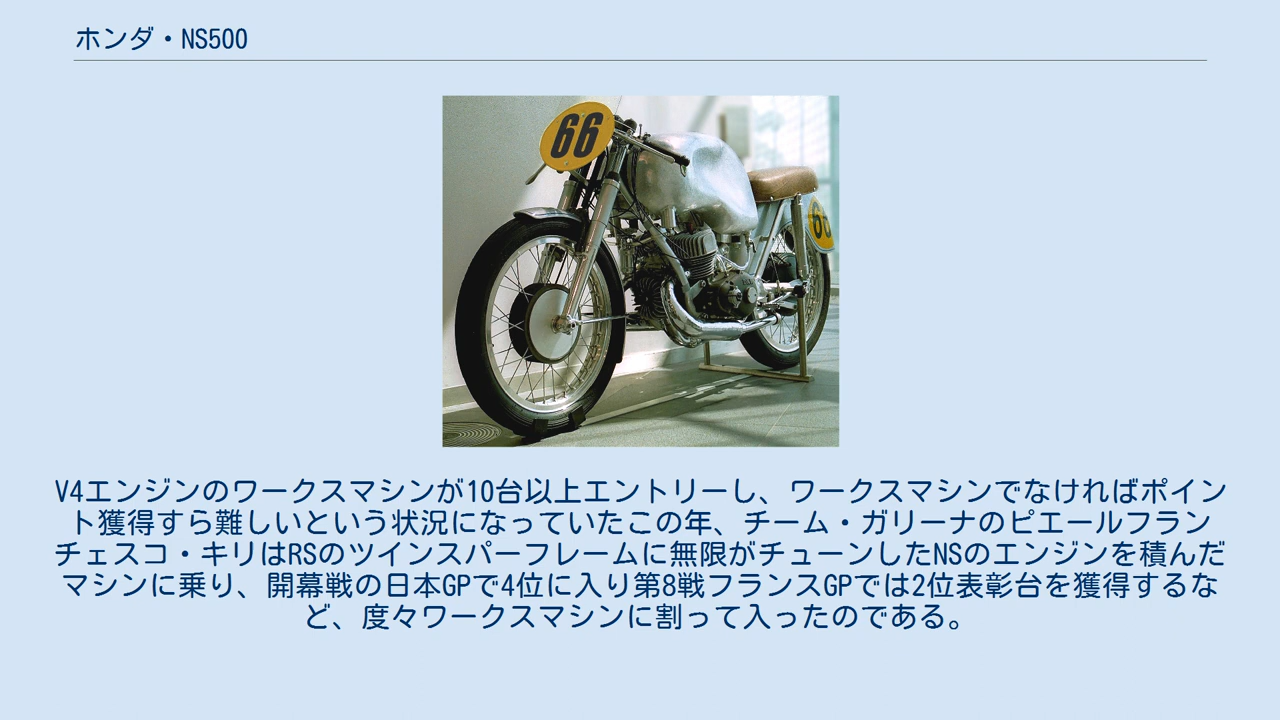 ホンダ・NS500
66
66
V4エンジンのワークスマシンが10台以上エントリーし、ワークスマシンでなければポイン
ト獲得すら難しいという状況になっていたこの年、チーム・ガリーナのピエールフラン
チェスコ・キリはRSのツインスパーフレームに無限がチューンしたNSのエンジンを積んだ
マシンに乗り、開幕戦の日本GPで4位に入り第8戦フランスGPでは2位表彰台を獲得するな
ど、度々ワークスマシンに割って入ったのである。